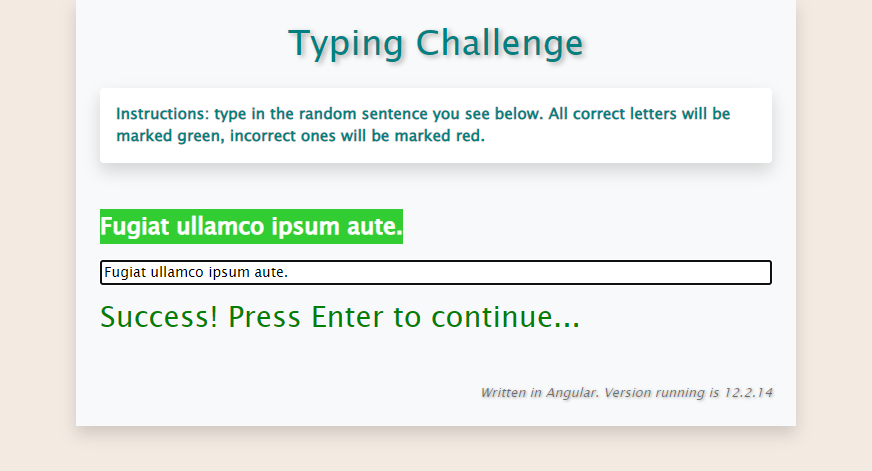 Typing Challenge
Instructions: type in the random sentence you see below. All correct letters will be
marked green, incorrect ones will be marked red.
Fugiat ullamco ipsum aute.
Fugiat ullamco ipsum aute.
Success! Press Enter to continue...
Written in Angular. Version running is 12.2.14